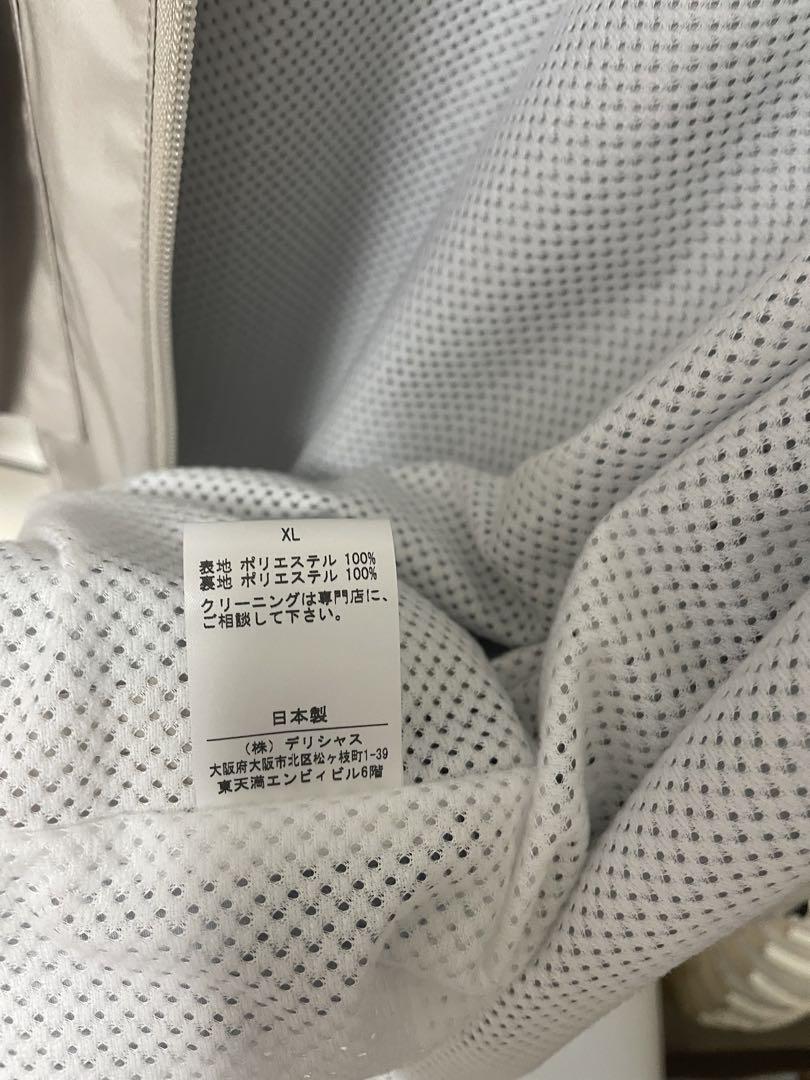 XL
表地 ポリエステル 100%
裏地 ポリエステル 100%
クリーニングは専門店に、
ご相談して下さい。
日本製
(株) デリシャス
大阪府大阪市北区松ヶ枝町1-39
東天満エンビィビル6階